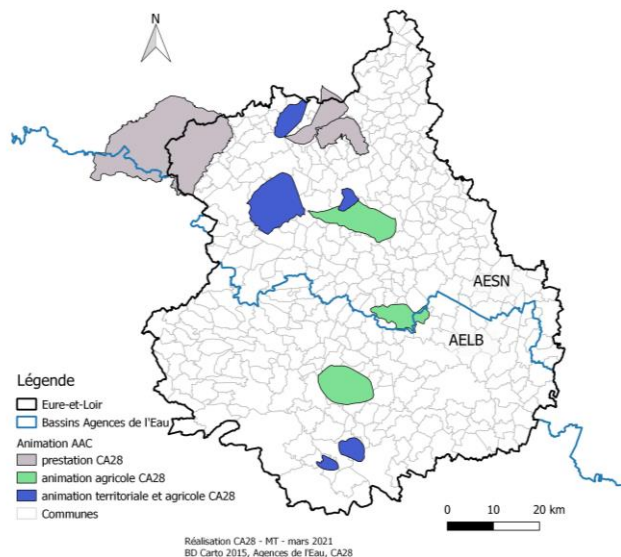 N
AESN
AELB
Légende
Eure-et-Loir
Bassins Agences de l'Eau
Animation AAC
prestation CA28
animation agricole CA28
animation territoriale et agricole CA28
Communes
0 10 20 km
Réalisation CA28 - MT - mars 2021
BD Carto 2015, Agences de l'Eau, CA28